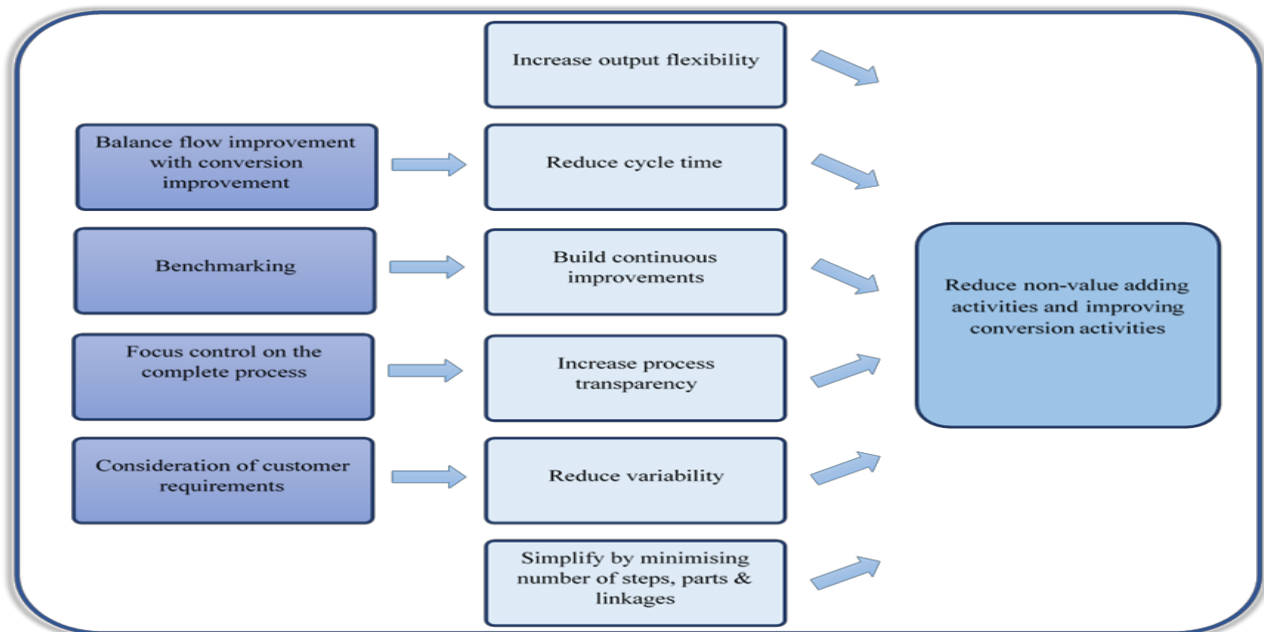 Increase output flexibility
Balance flow improvement
with conversion
improvement
Reduce cycle time
Benchmarking
Build continuous
improvements
Reduce non-value adding
activities and improving
conversion activities
Focus control on the
complete process
Increase process
transparency
Consideration of customer
requirements
Reduce variability
Simplify by minimising
number of steps, parts &
linkages